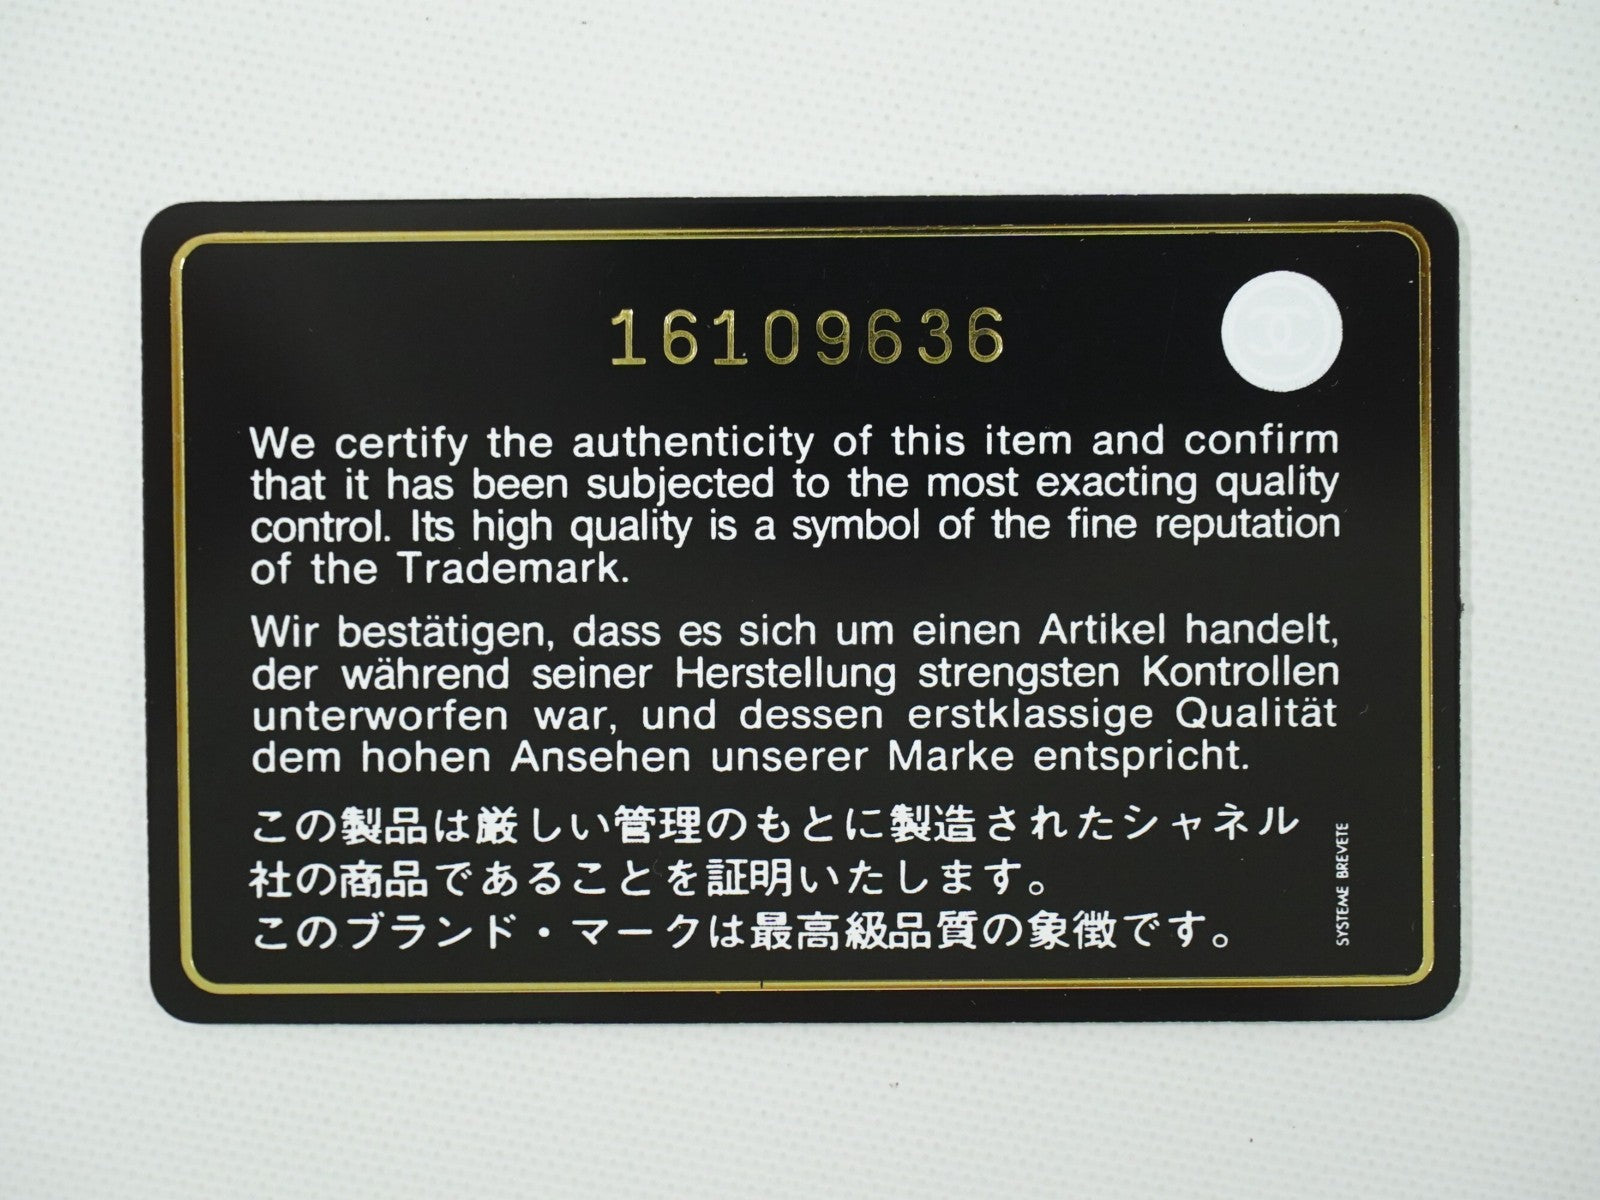 16109636
We certify the authenticity of this item and confirm
that it has been subjected to the most exacting quality
control. Its high quality is a symbol of the fine reputation
of the Trademark.
Wir bestätigen, dass es sich um einen Artikel handelt,
der während seiner Herstellung strengsten Kontrollen
unterworfen war, und dessen erstklassige Qualität
dem hohen Ansehen unserer Marke entspricht.
この製品は厳しい管理のもとに製造されたシャネル
社の商品であることを証明いたします。
このブランド・マークは最高級品質の象徴です。
SYSTEME BREVETE